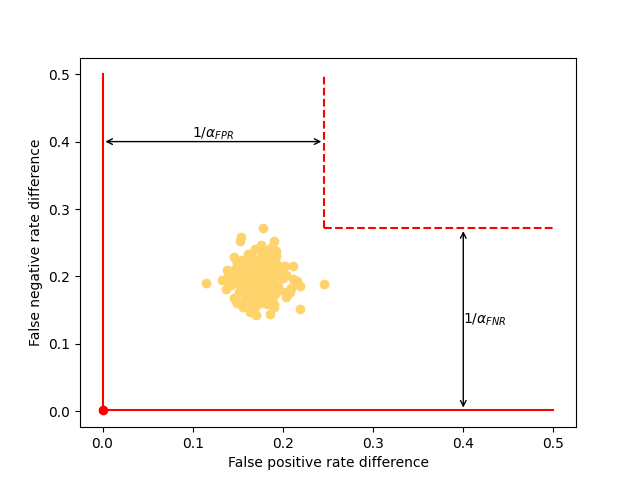 0.5
0.4
0.3
0.2
0.1
0.0
False negative rate difference
1/α_FPR
1/α_FNR
0.0 0.1 0.2 0.3 0.4 0.5
False positive rate difference